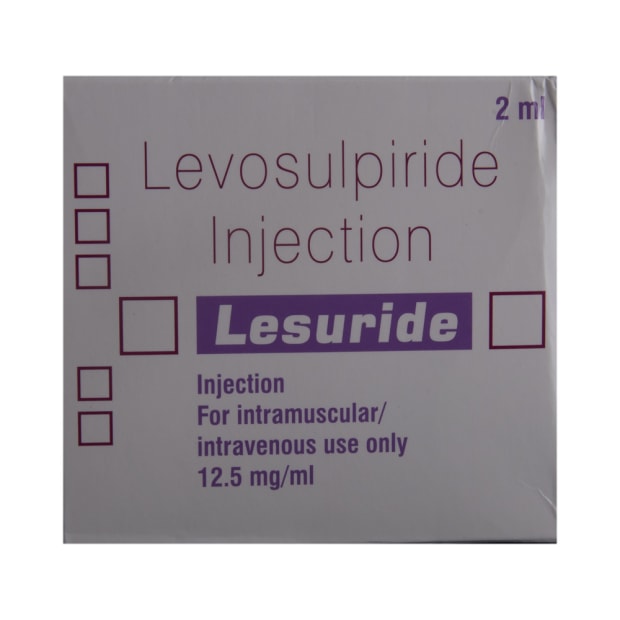 2 ml
Levosulpiride
Injection
Lesuride
Injection
For intramuscular/
intravenous use only
12.5 mg/ml